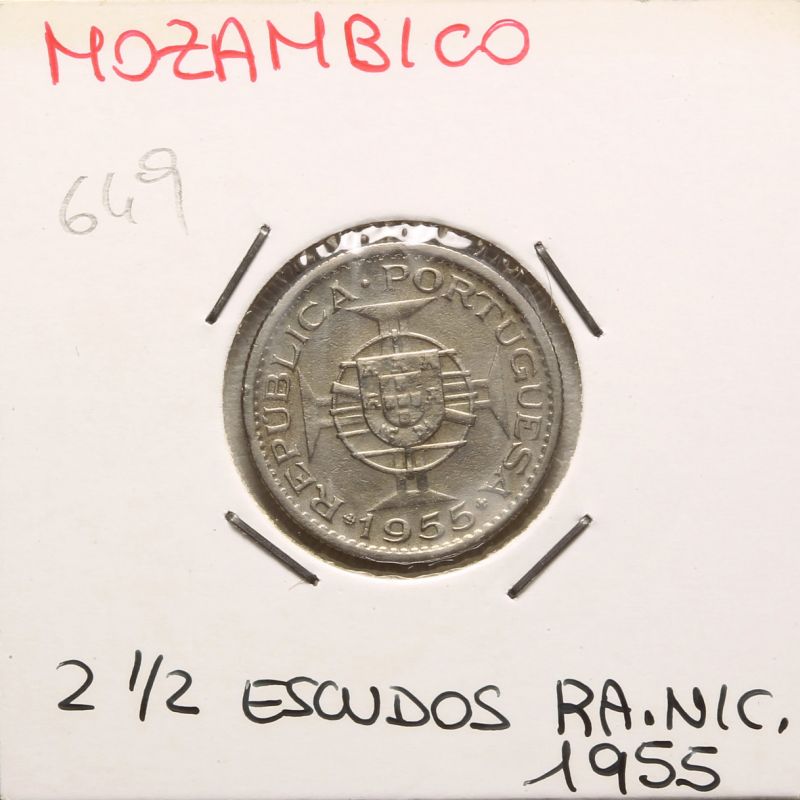 MOZAMBICO
649
REPUBLICA · PORTUGUESA
1955
2 1/2 ESCUDOS RA.NIC.
1955